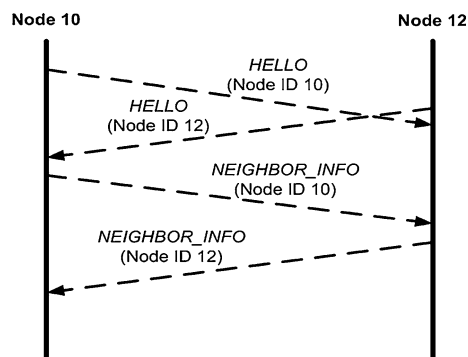 Node 10
Node 12
HELLO
(Node ID 10)
HELLO
(Node ID 12)
NEIGHBOR_INFO
(Node ID 10)
NEIGHBOR_INFO
(Node ID 12)